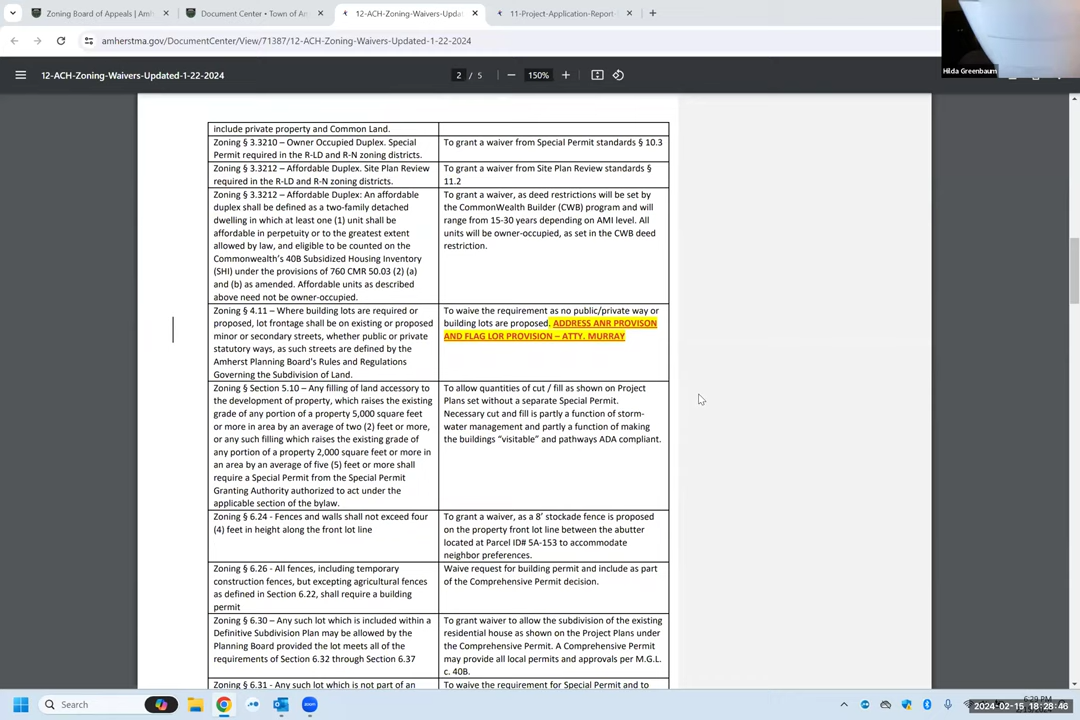 Zoning Board of Appeals | Amh
Document Center • Town of Am
12-ACH-Zoning-Waivers-Updat
11-Project-Application-Report-
amherstma.gov/DocumentCenter/View/71387/12-ACH-Zoning-Waivers-Updated-1-22-2024
Hilda Greenbaum
12-ACH-Zoning-Waivers-Updated-1-22-2024
2 / 5
150%
include private property and Common Land.
Zoning § 3.3210 – Owner Occupied Duplex. Special
Permit required in the R-LD and R-N zoning districts.
To grant a waiver from Special Permit standards § 10.3
Zoning § 3.3212 – Affordable Duplex. Site Plan Review
required in the R-LD and R-N zoning districts.
To grant a waiver from Site Plan Review standards §
11.2
Zoning § 3.3212 – Affordable Duplex: An affordable
duplex shall be defined as a two-family detached
dwelling in which at least one (1) unit shall be
affordable in perpetuity or to the greatest extent
allowed by law, and eligible to be counted on the
Commonwealth's 40B Subsidized Housing Inventory
(SHI) under the provisions of 760 CMR 50.03 (2) (a)
and (b) as amended. Affordable units as described
above need not be owner-occupied.
To grant a waiver, as deed restrictions will be set by
the CommonWealth Builder (CWB) program and will
range from 15-30 years depending on AMI level. All
units will be owner-occupied, as set in the CWB deed
restriction.
Zoning § 4.11 – Where building lots are required or
proposed, lot frontage shall be on existing or proposed
minor or secondary streets, whether public or private
statutory ways, as such streets are defined by the
Amherst Planning Board's Rules and Regulations
Governing the Subdivision of Land.
To waive the requirement as no public/private way or
building lots are proposed. ADDRESS ANR PROVISON
AND FLAG LOR PROVISION – ATTY. MURRAY
Zoning § Section 5.10 – Any filling of land accessory to
the development of property, which raises the existing
grade of any portion of a property 5,000 square feet
or more in area by an average of two (2) feet or more,
or any such filling which raises the existing grade of
any portion of a property 2,000 square feet or more in
an area by an average of five (5) feet or more shall
require a Special Permit from the Special Permit
Granting Authority authorized to act under the
applicable section of the bylaw.
To allow quantities of cut / fill as shown on Project
Plans set without a separate Special Permit.
Necessary cut and fill is partly a function of storm-
water management and partly a function of making
the buildings "visitable" and pathways ADA compliant.
Zoning § 6.24 - Fences and walls shall not exceed four
(4) feet in height along the front lot line
To grant a waiver, as a 8' stockade fence is proposed
on the property front lot line between the abutter
located at Parcel ID# 5A-153 to accommodate
neighbor preferences.
Zoning § 6.26 - All fences, including temporary
construction fences, but excepting agricultural fences
as defined in Section 6.22, shall require a building
permit
Waive request for building permit and include as part
of the Comprehensive Permit decision.
Zoning § 6.30 – Any such lot which is included within a
Definitive Subdivision Plan may be allowed by the
Planning Board provided the lot meets all of the
requirements of Section 6.32 through Section 6.37
To grant waiver to allow the subdivision of the existing
residential house as shown on the Project Plans under
the Comprehensive Permit. A Comprehensive Permit
may provide all local permits and approvals per M.G.L.
c. 40B.
Zoning § 6.31 - Any such lot which is not part of an
To waive the requirement for Special Permit and to
Search
6:29 PM
2024-02-15 18:28:46